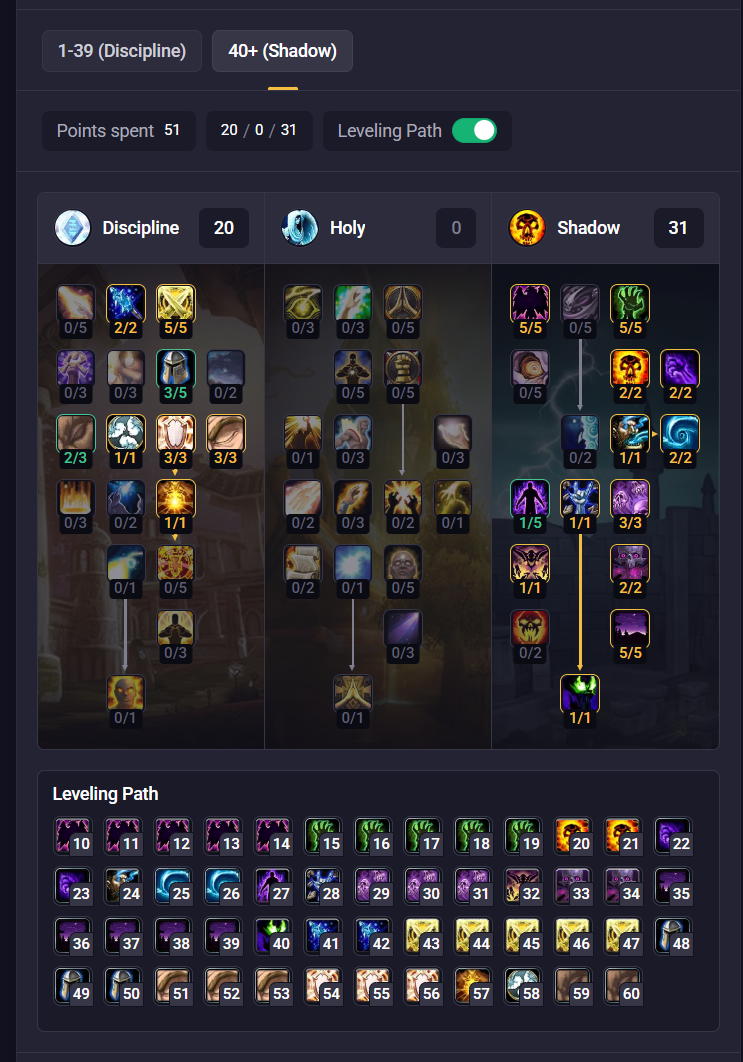 1-39 (Discipline) 40+ (Shadow)
Points spent 51 20 / 0 / 31 Leveling Path
Discipline 20 Holy 0 Shadow 31
0/5 2/2 5/5 0/3 0/3 0/5 5/5 0/5 5/5
0/3 0/3 3/5 0/2 0/5 0/5 0/5 2/2 2/2
2/3 1/1 3/3 3/3 0/1 0/3 0/3 0/2 1/1 2/2
0/3 0/2 1/1 0/2 0/3 0/2 0/1 1/5 1/1 3/3
0/1 0/5 0/2 0/1 0/5 1/1 2/2
0/3 0/3 0/2 5/5
0/1 0/1 1/1
Leveling Path
10 11 12 13 14 15 16 17 18 19 20 21 22
23 24 25 26 27 28 29 30 31 32 33 34 35
36 37 38 39 40 41 42 43 44 45 46 47 48
49 50 51 52 53 54 55 56 57 58 59 60